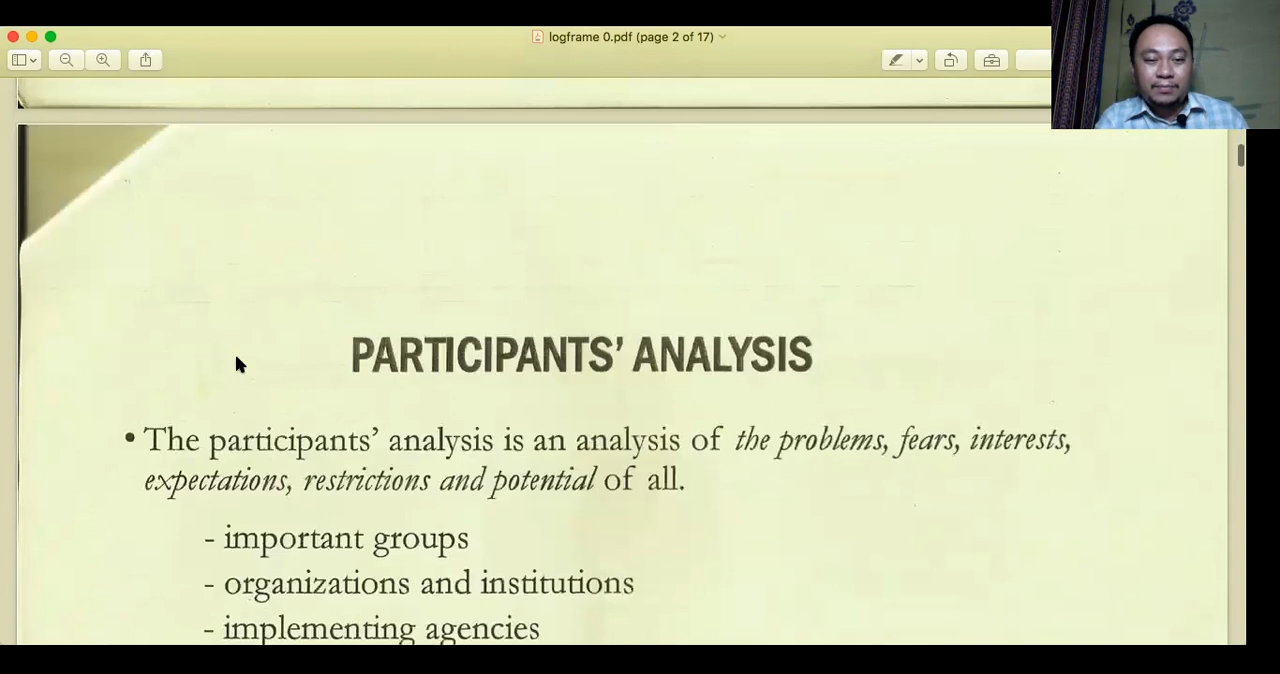 logframe 0.pdf (page 2 of 17)
PARTICIPANTS' ANALYSIS
• The participants' analysis is an analysis of the problems, fears, interests,
expectations, restrictions and potential of all.
- important groups
- organizations and institutions
- implementing agencies